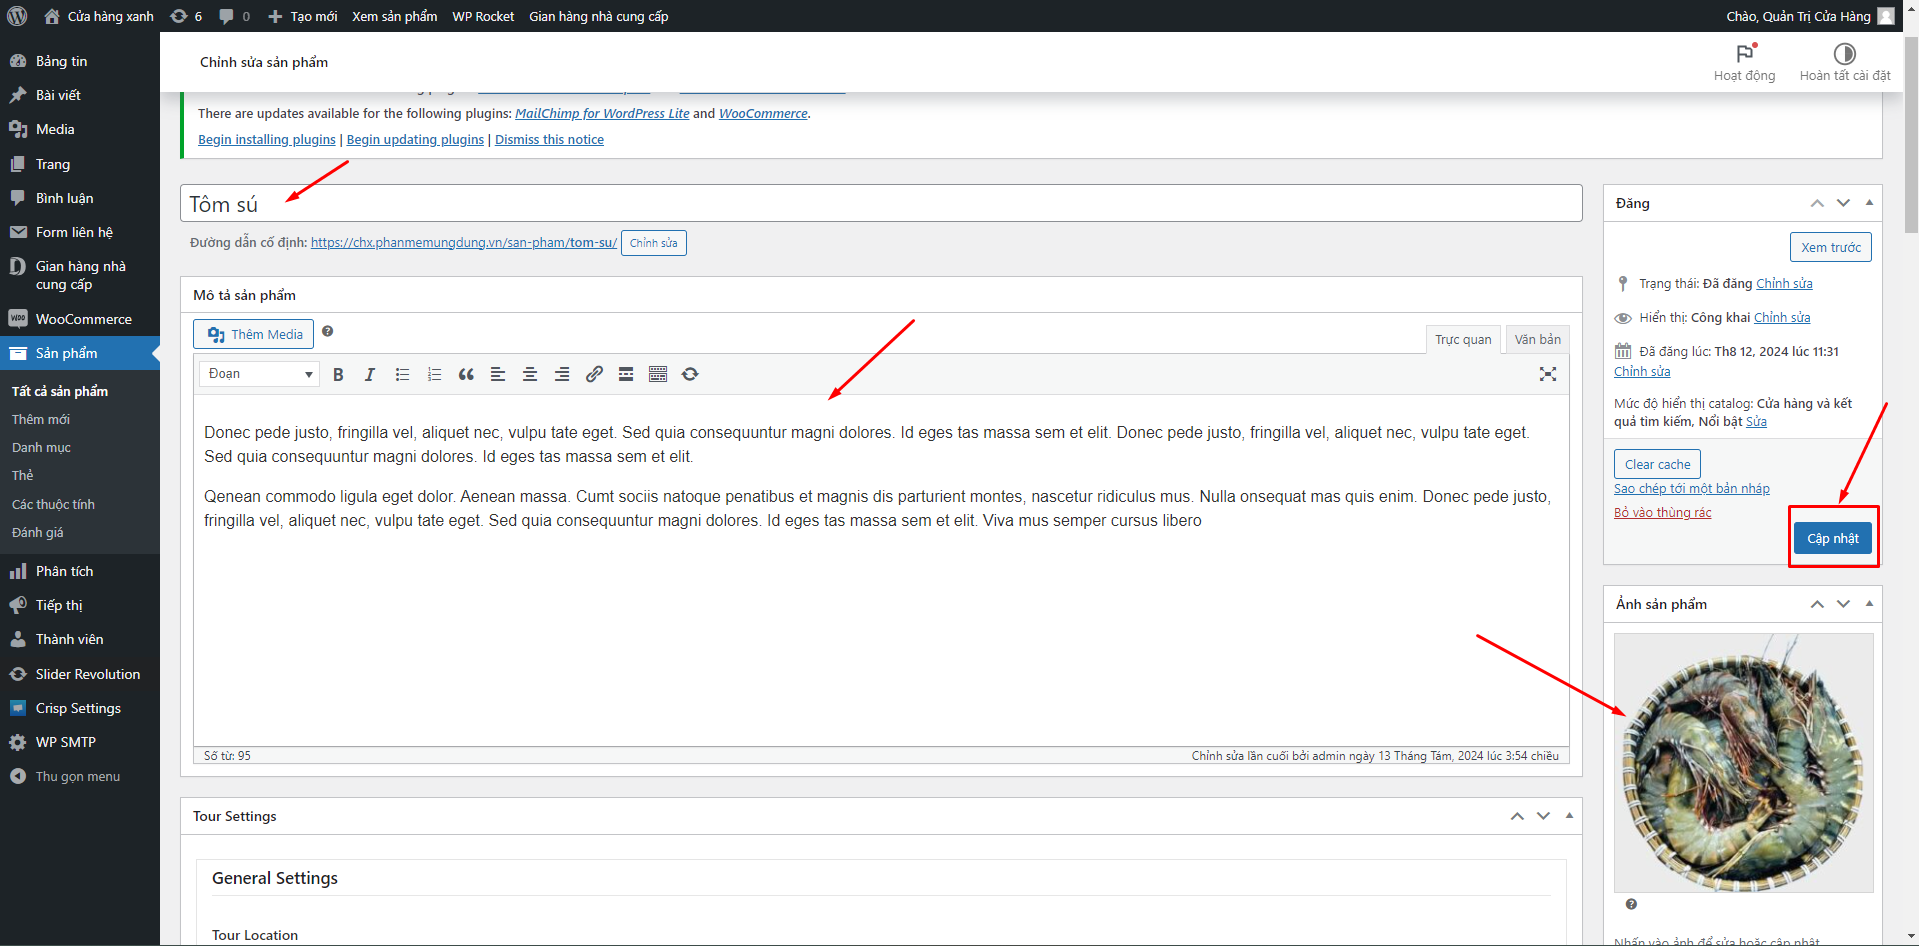 Cửa hàng xanh 6 0 Tạo mới Xem sản phẩm WP Rocket Gian hàng nhà cung cấp Chào, Quản Trị Cửa Hàng
Bảng tin
Bài viết
Media
Trang
Bình luận
Form liên hệ
Gian hàng nhà
cung cấp
WooCommerce
Sản phẩm
Tất cả sản phẩm
Thêm mới
Danh mục
Thẻ
Các thuộc tính
Đánh giá
Phân tích
Tiếp thị
Thành viên
Slider Revolution
Crisp Settings
WP SMTP
Thu gọn menu
Chỉnh sửa sản phẩm
Hoạt động
Hoàn tất cài đặt
There are updates available for the following plugins: MailChimp for WordPress Lite and WooCommerce.
Begin installing plugins | Begin updating plugins | Dismiss this notice
Tôm sú
Đường dẫn cố định: https://chx.phanmemungdung.vn/san-pham/tom-su/ Chỉnh sửa
Mô tả sản phẩm
Thêm Media
Trực quan Văn bản
Đoạn B I
Donec pede justo, fringilla vel, aliquet nec, vulpu tate eget. Sed quia consequuntur magni dolores. Id eges tas massa sem et elit. Donec pede justo, fringilla vel, aliquet nec, vulpu tate eget.
Sed quia consequuntur magni dolores. Id eges tas massa sem et elit.
Qenean commodo ligula eget dolor. Aenean massa. Cumt sociis natoque penatibus et magnis dis parturient montes, nascetur ridiculus mus. Nulla onsequat mas quis enim. Donec pede justo,
fringilla vel, aliquet nec, vulpu tate eget. Sed quia consequuntur magni dolores. Id eges tas massa sem et elit. Viva mus semper cursus libero
Số từ: 95 Chỉnh sửa lần cuối bởi admin ngày 13 Tháng Tám, 2024 lúc 3:54 chiều
Tour Settings
General Settings
Tour Location
Đăng
Xem trước
Trạng thái: Đã đăng Chỉnh sửa
Hiển thị: Công khai Chỉnh sửa
Đã đăng lúc: Th8 12, 2024 lúc 11:31
Chỉnh sửa
Mức độ hiển thị catalog: Cửa hàng và kết
quả tìm kiếm, Nổi bật Sửa
Clear cache
Sao chép tới một bản nháp
Bỏ vào thùng rác
Cập nhật
Ảnh sản phẩm
Nhấn vào ảnh để sửa hoặc cập nhật